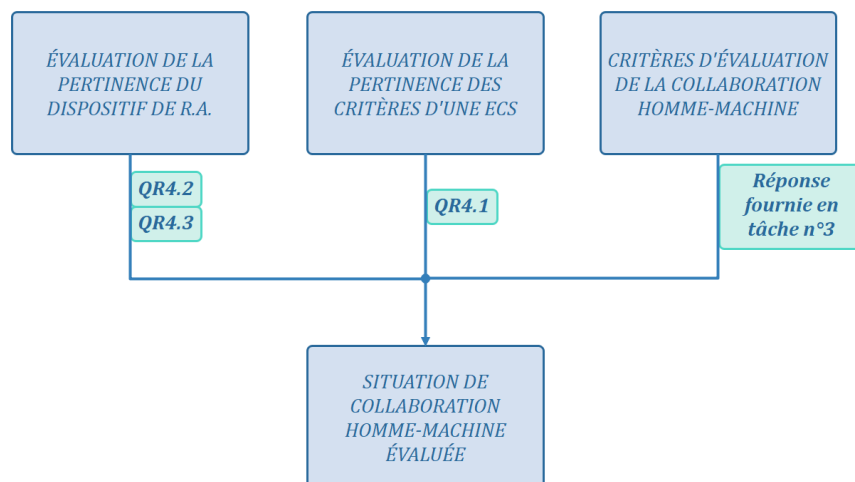 ÉVALUATION DE LA
PERTINENCE DU
DISPOSITIF DE R.A.
ÉVALUATION DE LA
PERTINENCE DES
CRITÈRES D'UNE ECS
CRITÈRES D'ÉVALUATION
DE LA COLLABORATION
HOMME-MACHINE
QR4.2
QR4.3
QR4.1
Réponse
fournie en
tâche n°3
SITUATION DE
COLLABORATION
HOMME-MACHINE
ÉVALUÉE